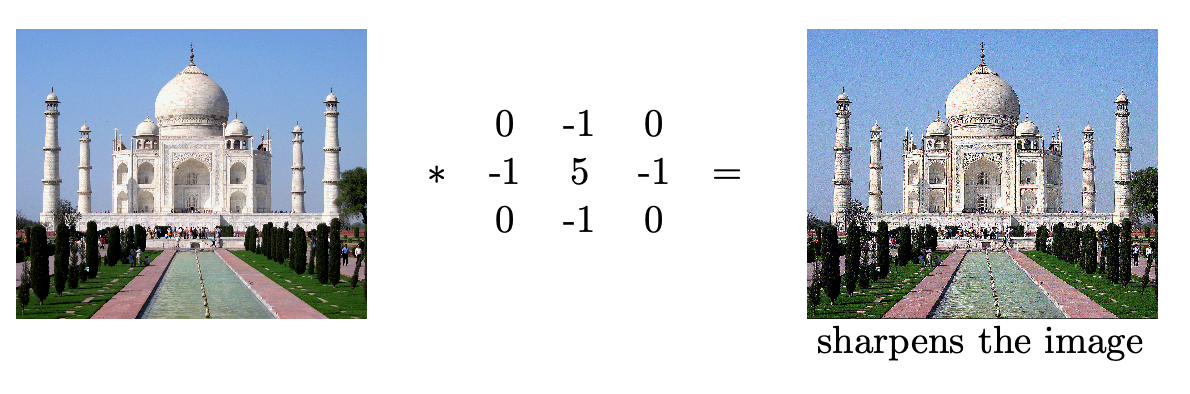 0 -1 0
* -1 5 -1 =
0 -1 0
sharpens the image